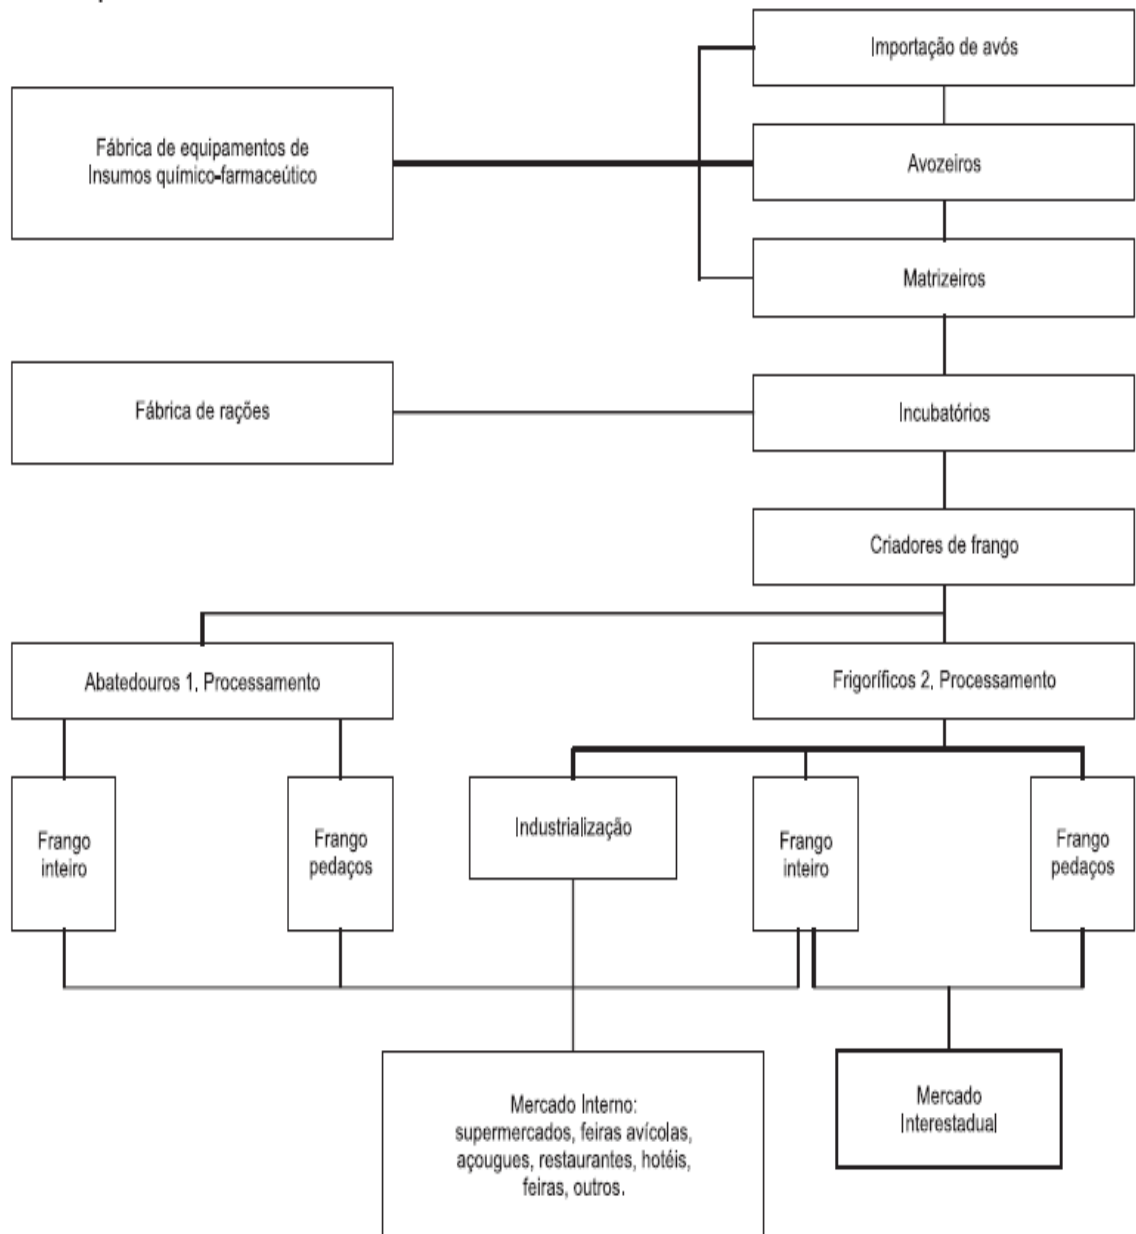 Importação de avós
Fábrica de equipamentos de
Insumos químico-farmaceútico
Avozeiros
Matrizeiros
Fábrica de rações
Incubatórios
Criadores de frango
Abatedouros 1, Processamento
Frigoríficos 2, Processamento
Frango
inteiro
Frango
pedaços
Industrialização
Frango
inteiro
Frango
pedaços
Mercado Interno:
supermercados, feiras avícolas,
açougues, restaurantes, hotéis,
feiras, outros.
Mercado
Interestadual